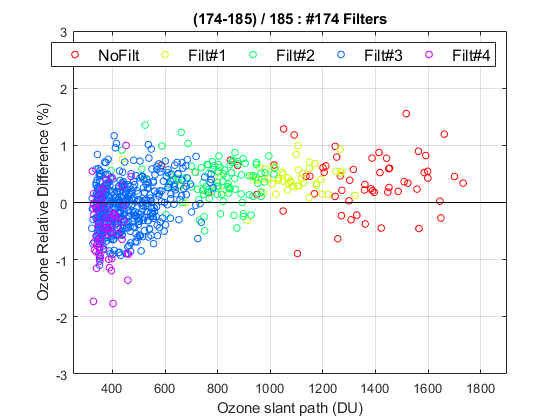 (174-185) / 185 : #174 Filters
NoFilt Filt#1 Filt#2 Filt#3 Filt#4
Ozone Relative Difference (%)
3
2
1
0
-1
-2
-3
400 600 800 1000 1200 1400 1600 1800
Ozone slant path (DU)